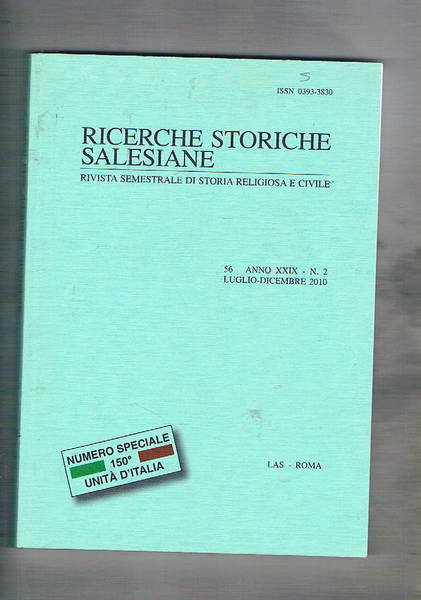 S
ISSN 0393-3830
RICERCHE STORICHE
SALESIANE
RIVISTA SEMESTRALE DI STORIA RELIGIOSA E CIVILE
56 ANNO XXIX - N. 2
LUGLIO-DICEMBRE 2010
NUMERO SPECIALE
150°
UNITÀ D'ITALIA
LAS - ROMA